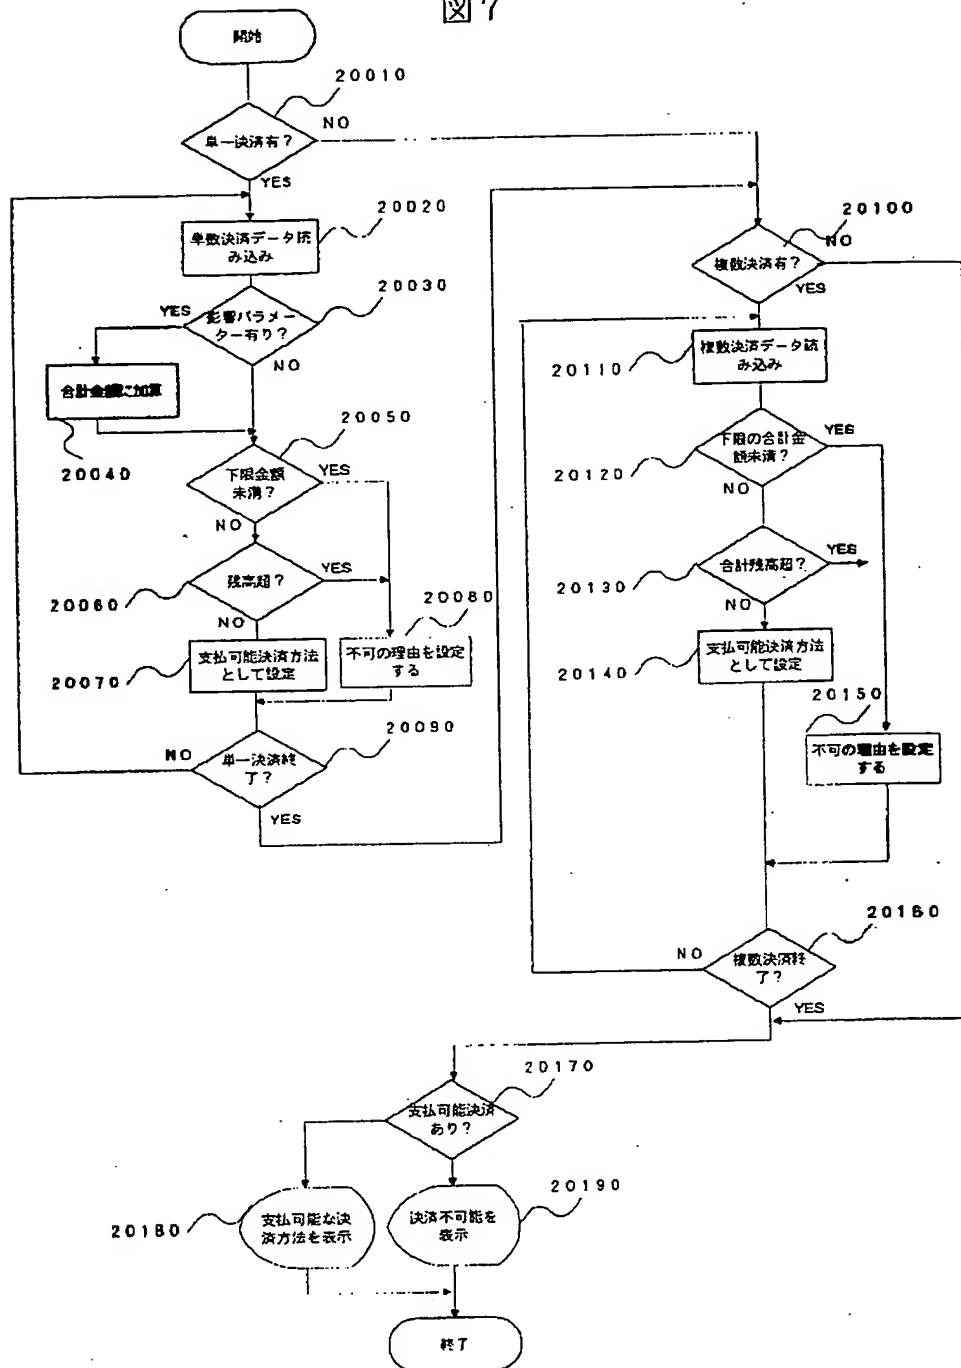 図7
開始
20010
単一決済有?
NO
YES
20020
単数決済データ読
み込み
20030
影響パラメー
ター有り?
YES
NO
合計金額に加算
20040
20050
下限金額
未満?
YES
NO
残高超?
YES
20060
NO
20080
支払可能決済方法
として設定
20070
不可の理由を設定
する
20090
単一決済終
了?
NO
YES
20100
NO
複数決済有?
YES
複数決済データ読
み込み
20110
下限の合計金
額未満?
YES
20120
NO
合計残高超?
YES
20130
NO
支払可能決済方法
として設定
20140
20150
不可の理由を設定
する
20160
NO
複数決済終
了?
YES
20170
支払可能決済
あり?
20180
支払可能な決
済方法を表示
20190
決済不可能を
表示
終了